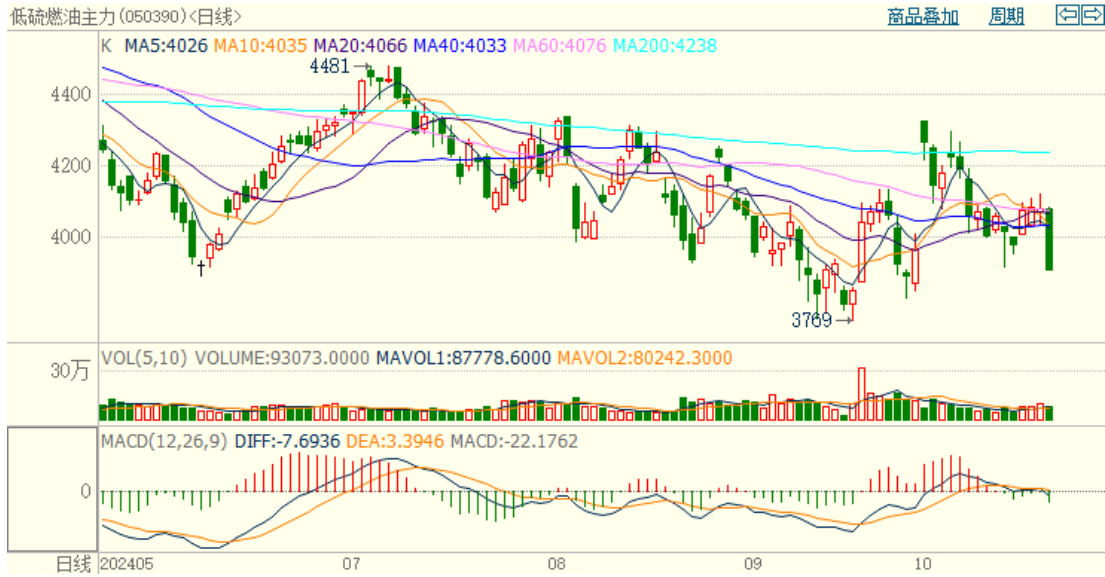 低硫燃油主力(050390)<日线> 商品叠加 周期
K MA5:4026 MA10:4035 MA20:4066 MA40:4033 MA60:4076 MA200:4238
4481
4400
4200
4000
3769
VOL(5,10) VOLUME:93073.0000 MAVOL1:87778.6000 MAVOL2:80242.3000
30万
MACD(12,26,9) DIFF:-7.6936 DEA:3.3946 MACD:-22.1762
0
日线 202405 07 08 09 10